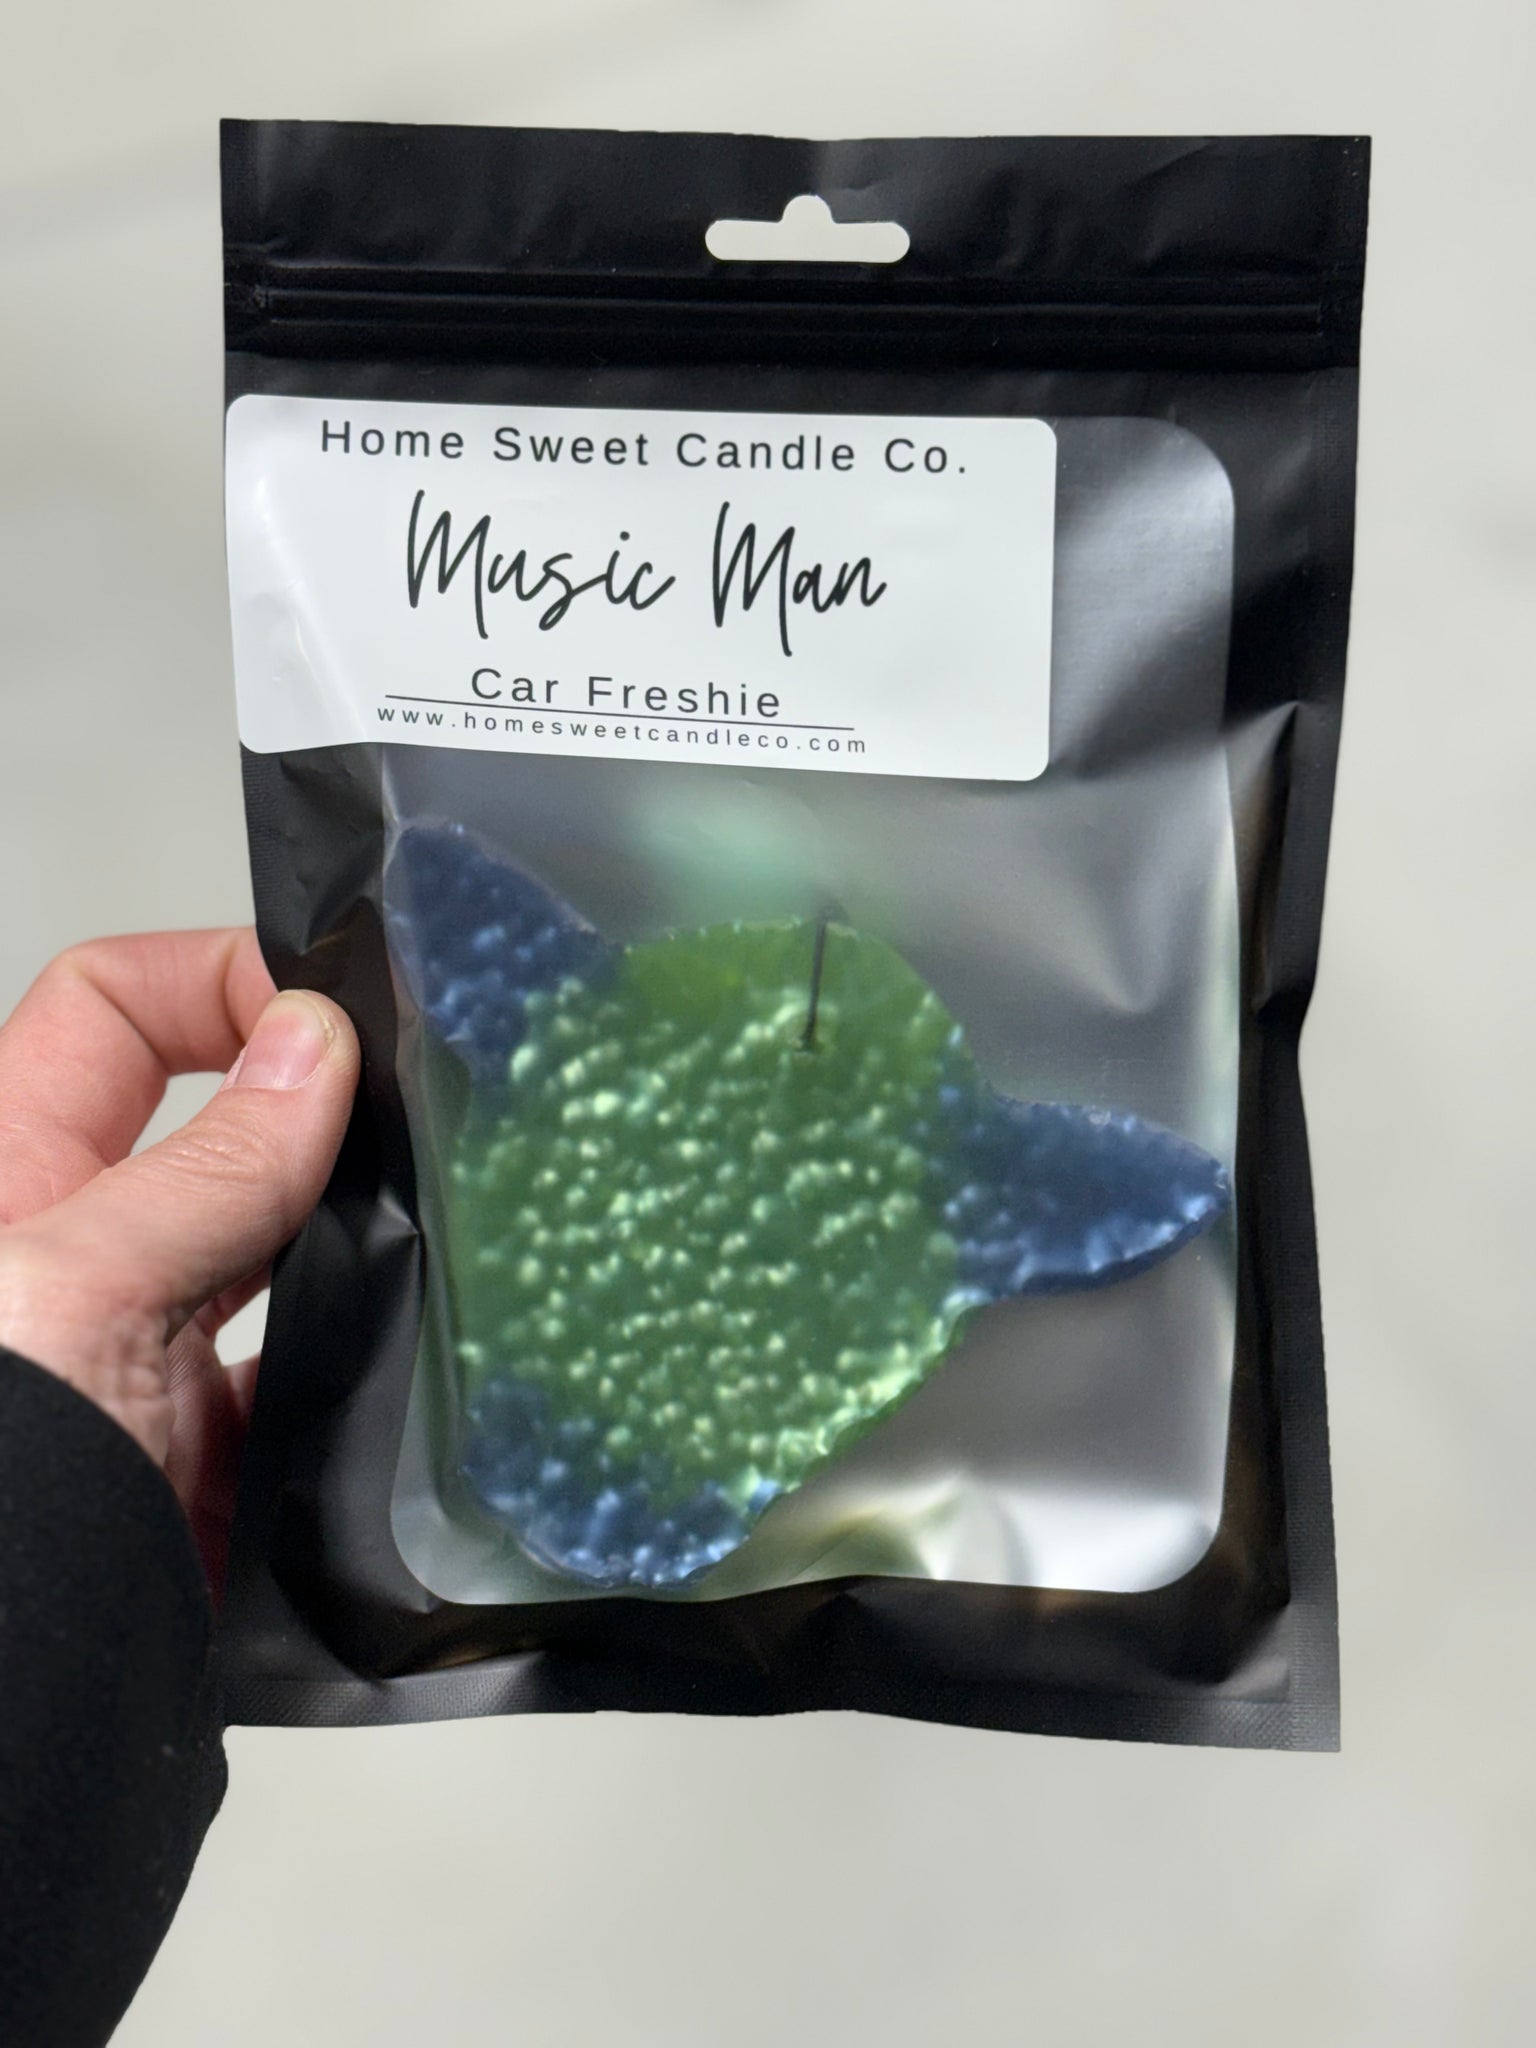 Home Sweet Candle Co.
Music Man
Car Freshie
www.homesweetcandleco.com